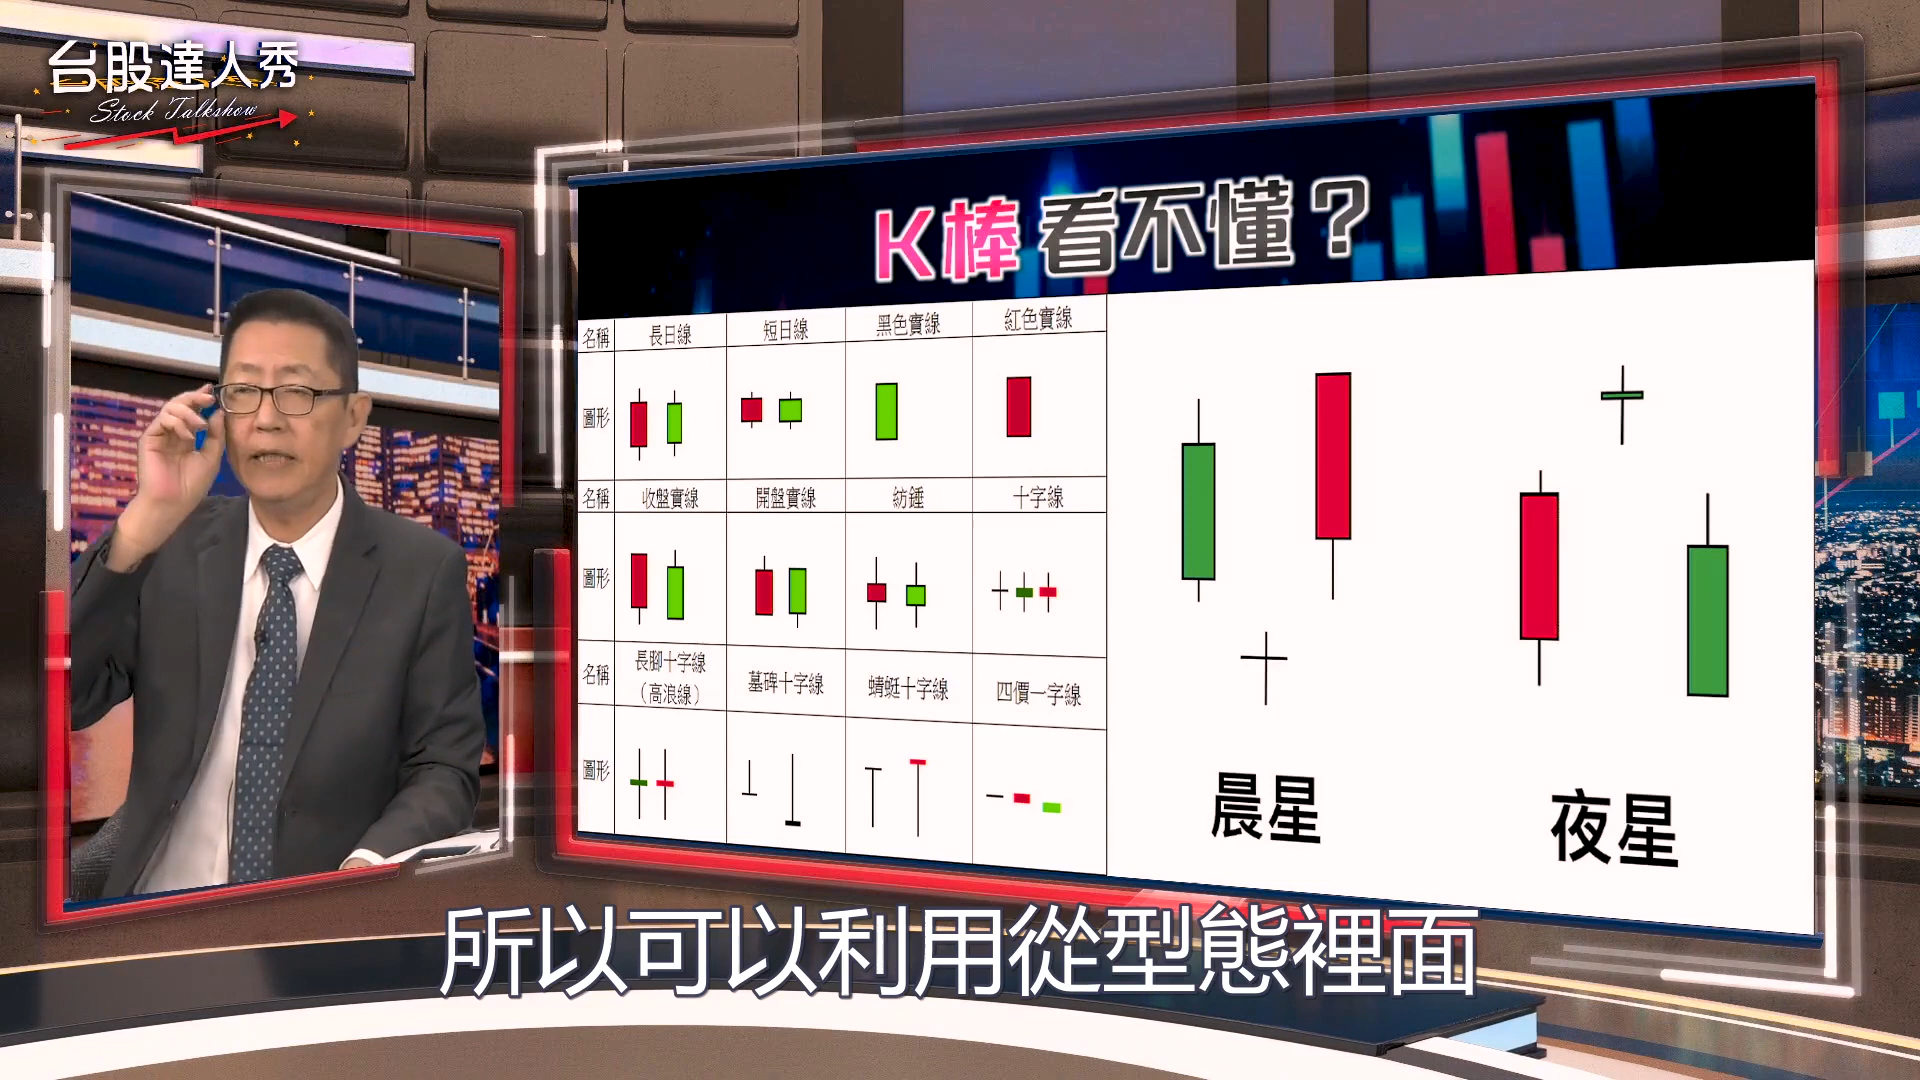 台股達人秀
Stock Talkshow
K棒看不懂？
名稱 長日線 短日線 黑色實線 紅色實線
圖形
名稱 收盤實線 開盤實線 紡錘 十字線
圖形
名稱 長腳十字線（高浪線） 墓碑十字線 蜻蜓十字線 四價一字線
圖形
晨星 夜星
所以可以利用從型態裡面